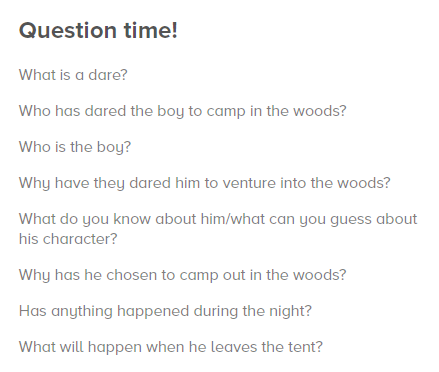 Question time!
What is a dare?
Who has dared the boy to camp in the woods?
Who is the boy?
Why have they dared him to venture into the woods?
What do you know about him/what can you guess about
his character?
Why has he chosen to camp out in the woods?
Has anything happened during the night?
What will happen when he leaves the tent?